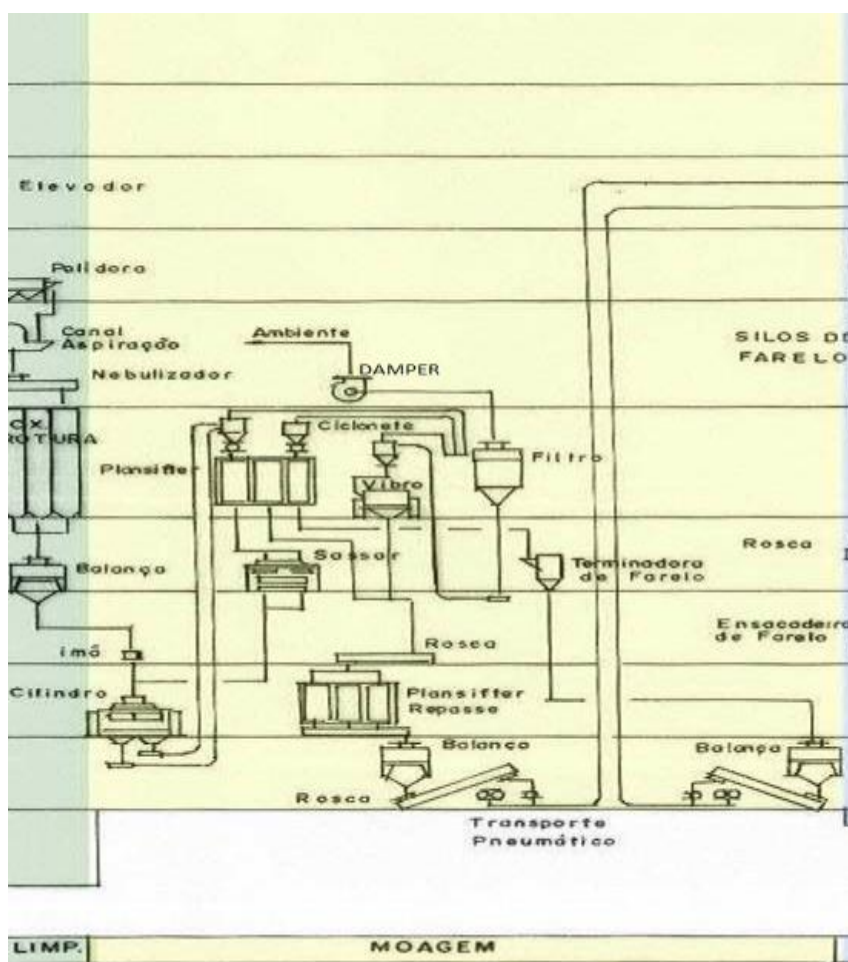 Elevador
Polidora
Canal
Aspiração
Ambiente
SILOS DE
FARELO
Nebulizador
DAMPER
CX.
ROTURA
Ciclonete
Plansifter
Vibro
Filtro
Balança
Sassor
Terminadora
de Farelo
Rosca
imã
Rosca
Ensacadeira
de Farelo
Cilindro
Plansifter
Repasse
Balança
Balança
Rosca
Transporte
Pneumático
LIMP.
MOAGEM